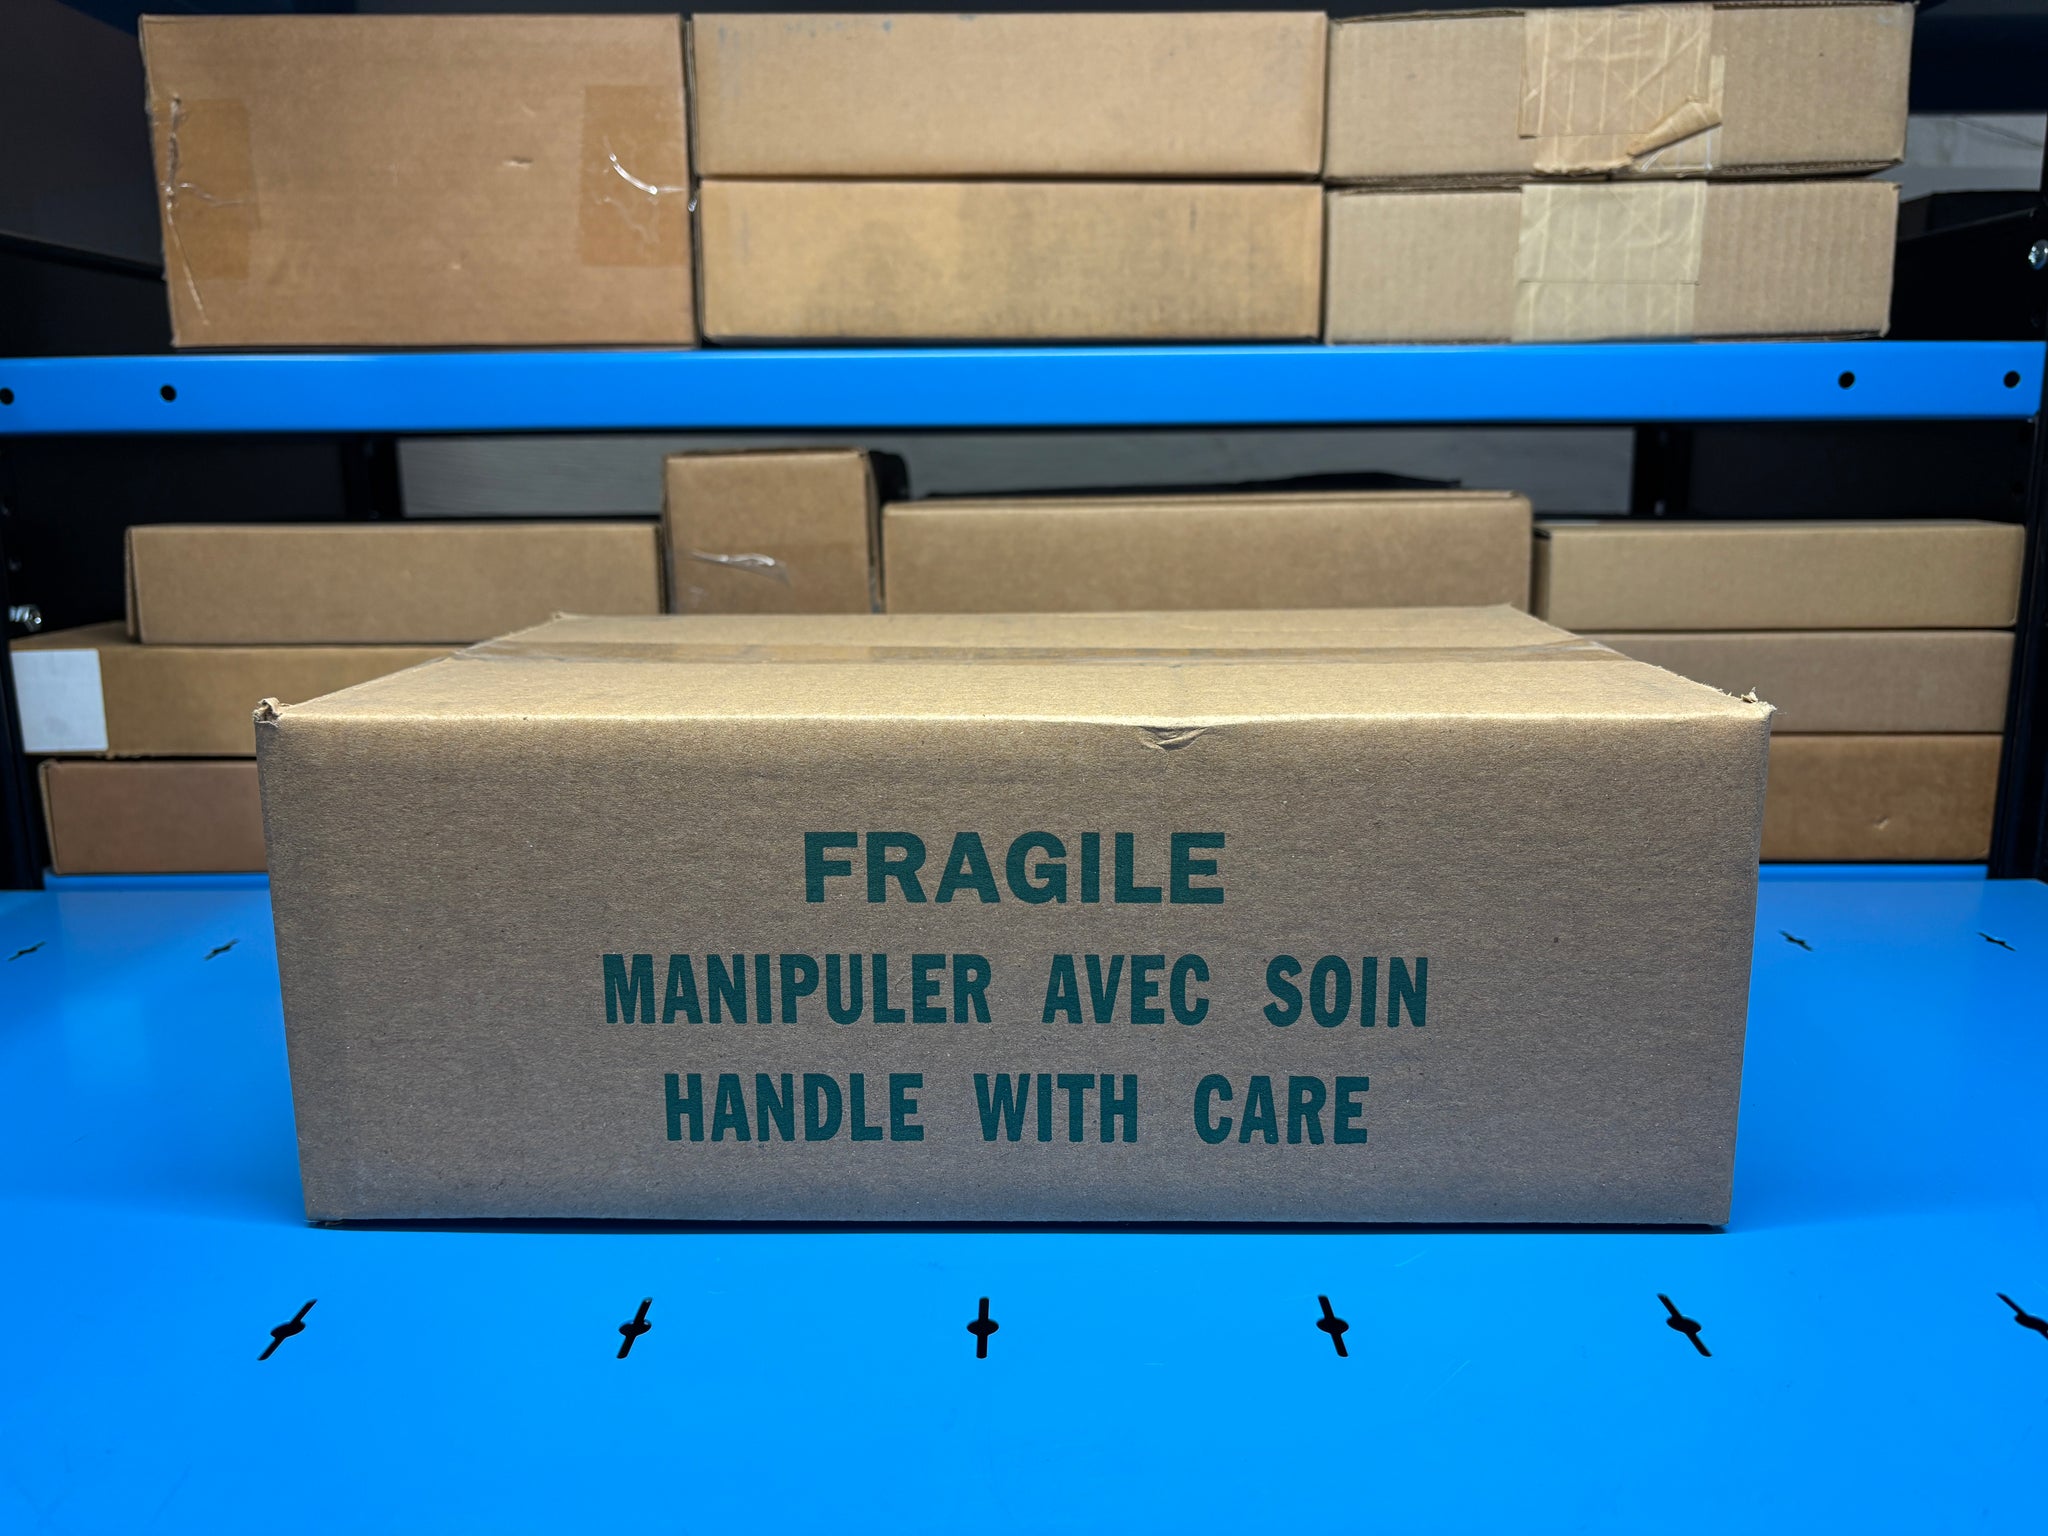 FRAGILE
MANIPULER AVEC SOIN
HANDLE WITH CARE